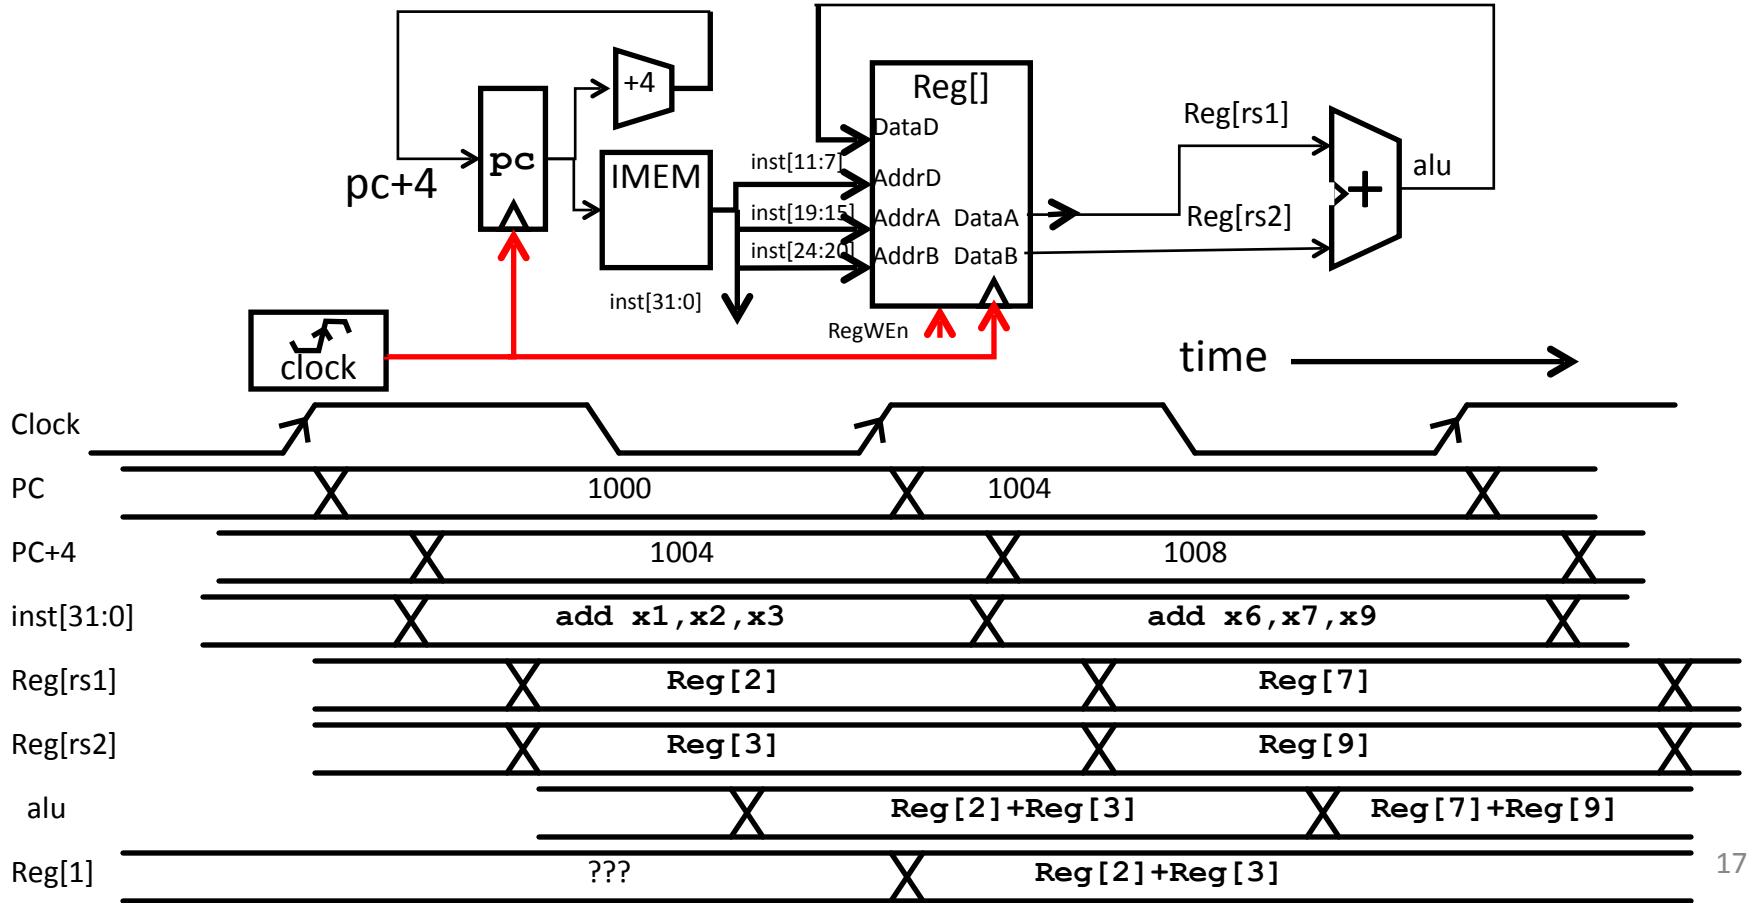 +4
Reg[]
pc
pc+4
IMEM
inst[11:7]
inst[19:15]
inst[24:20]
inst[31:0]
DataD
AddrD
AddrA DataA
AddrB DataB
RegWEn
Reg[rs1]
Reg[rs2]
+
alu
clock
time
Clock
PC 1000 1004
PC+4 1004 1008
inst[31:0] add x1,x2,x3 add x6,x7,x9
Reg[rs1] Reg[2] Reg[7]
Reg[rs2] Reg[3] Reg[9]
alu Reg[2]+Reg[3] Reg[7]+Reg[9]
Reg[1] ??? Reg[2]+Reg[3]
17